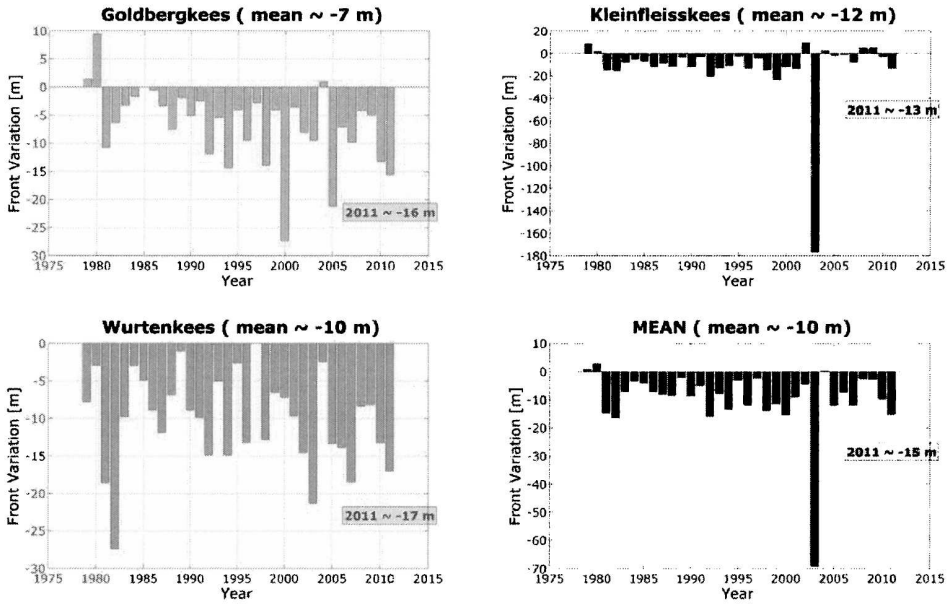 Goldbergkees ( mean ~ -7 m)
10
5
0
-5
-10
-15
-20
-25
-30
Front Variation [m]
2011 ~ -16 m
1975 1980 1985 1990 1995 2000 2005 2010 2015
Year
Kleinfleisskees ( mean ~ -12 m)
20
0
-20
-40
-60
-80
-100
-120
-140
-160
-180
Front Variation [m]
2011 ~ -13 m
1975 1980 1985 1990 1995 2000 2005 2010 2015
Year
Wurtenkees ( mean ~ -10 m)
0
-5
-10
-15
-20
-25
-30
Front Variation [m]
2011 ~ -17 m
1975 1980 1985 1990 1995 2000 2005 2010 2015
Year
MEAN ( mean ~ -10 m)
10
0
-10
-20
-30
-40
-50
-60
-70
Front Variation [m]
2011 ~ -15 m
1975 1980 1985 1990 1995 2000 2005 2010 2015
Year